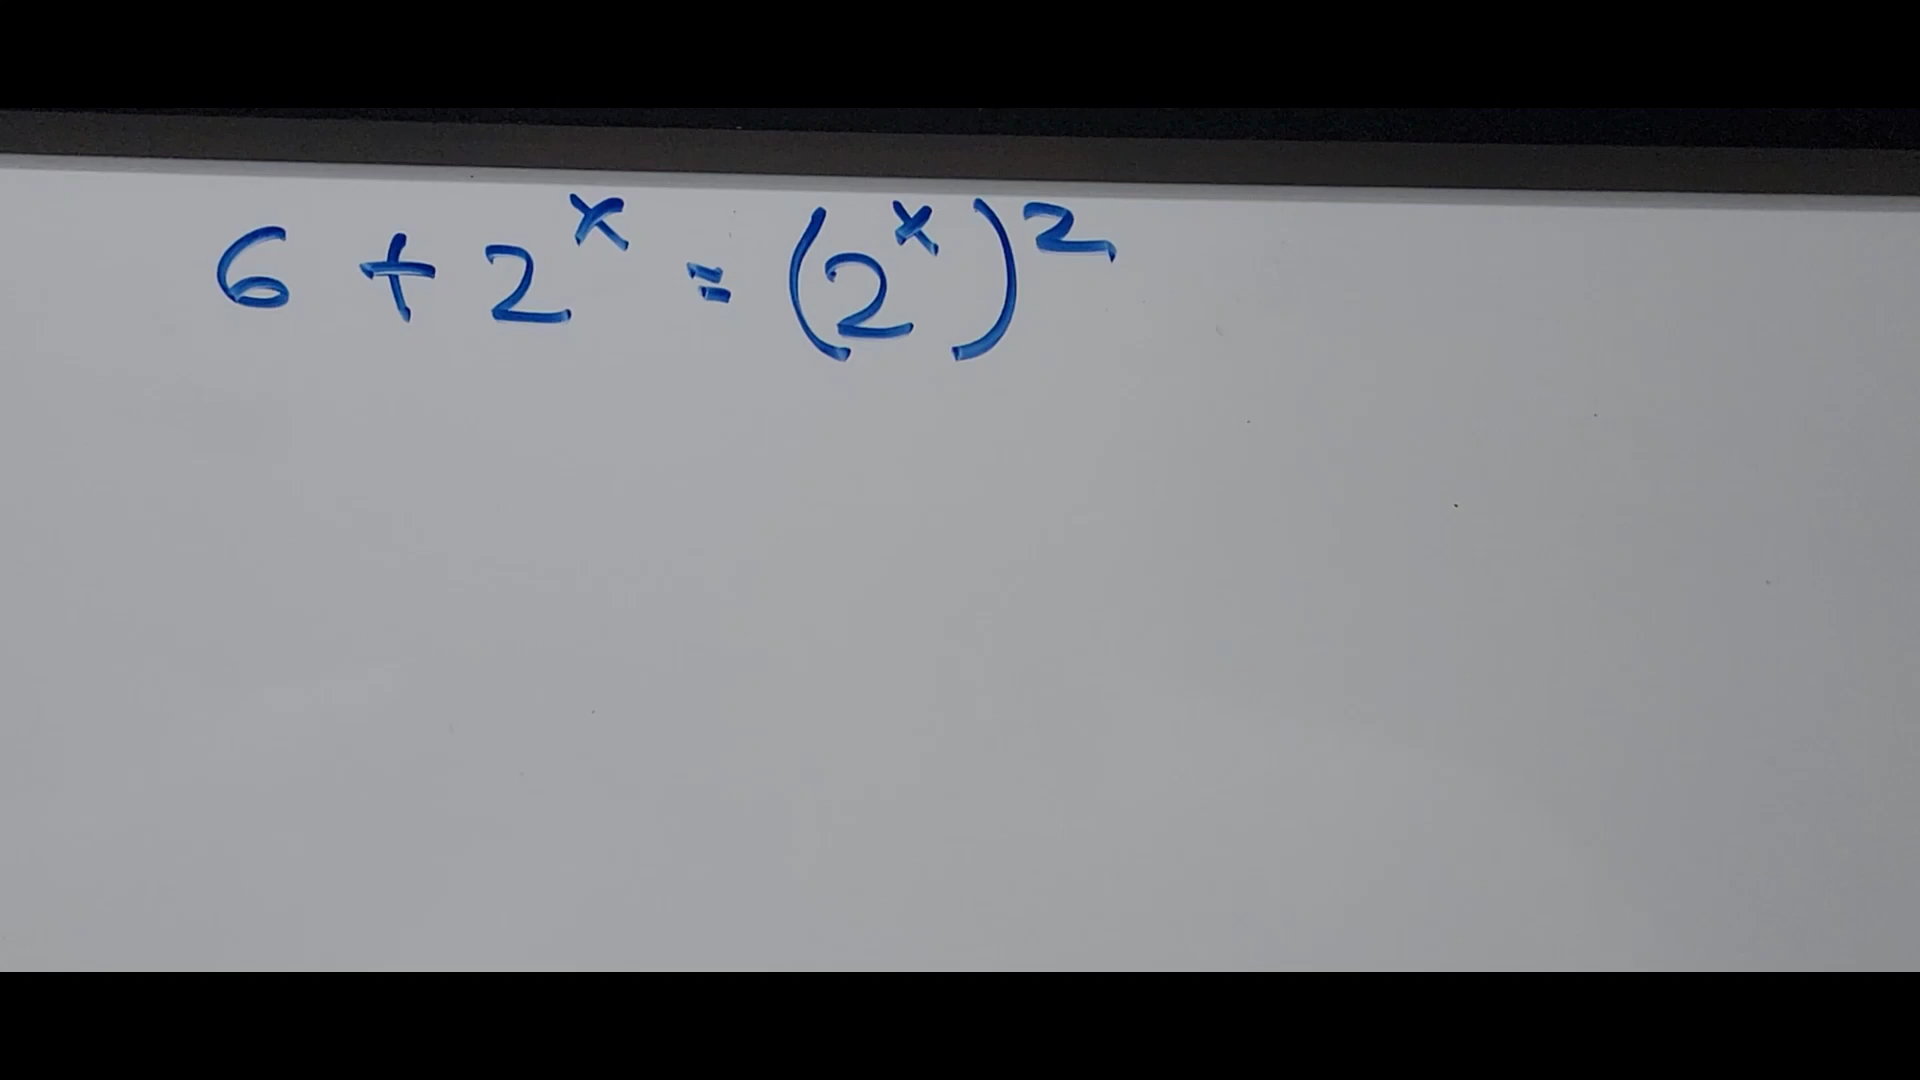 6 + 2^x = (2^x)^2